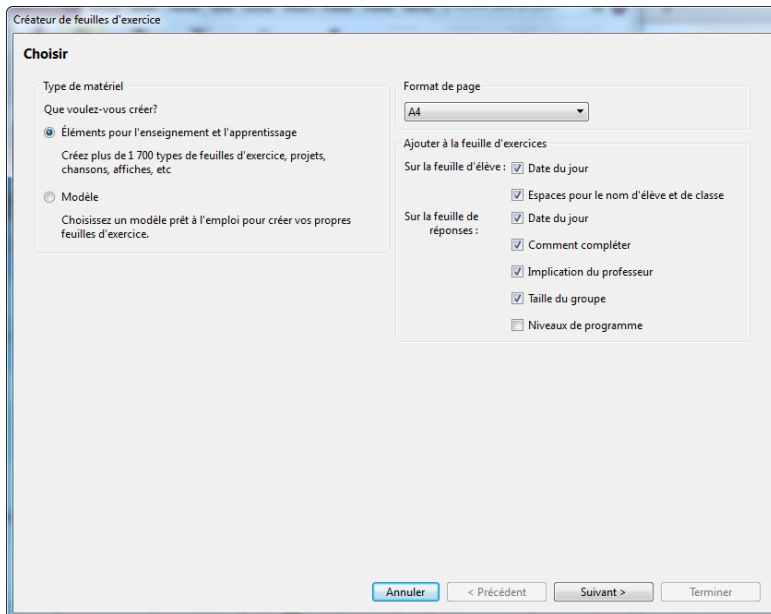 Créateur de feuilles d'exercice
Choisir
Type de matériel
Que voulez-vous créer?
Éléments pour l'enseignement et l'apprentissage
Créez plus de 1 700 types de feuilles d'exercice, projets,
chansons, affiches, etc
Modèle
Choisissez un modèle prêt à l'emploi pour créer vos propres
feuilles d'exercice.
Format de page
A4
Ajouter à la feuille d'exercices
Sur la feuille d'élève : Date du jour
Espaces pour le nom d'élève et de classe
Sur la feuille de
réponses :
Date du jour
Comment compléter
Implication du professeur
Taille du groupe
Niveaux de programme
Annuler
< Précédent
Suivant >
Terminer